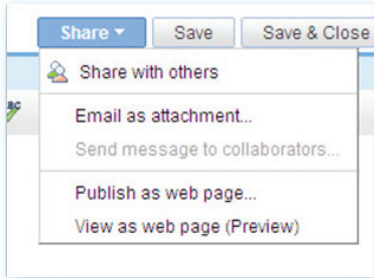 Share Save Save & Close
Share with others
Email as attachment...
Send message to collaborators...
Publish as web page...
View as web page (Preview)